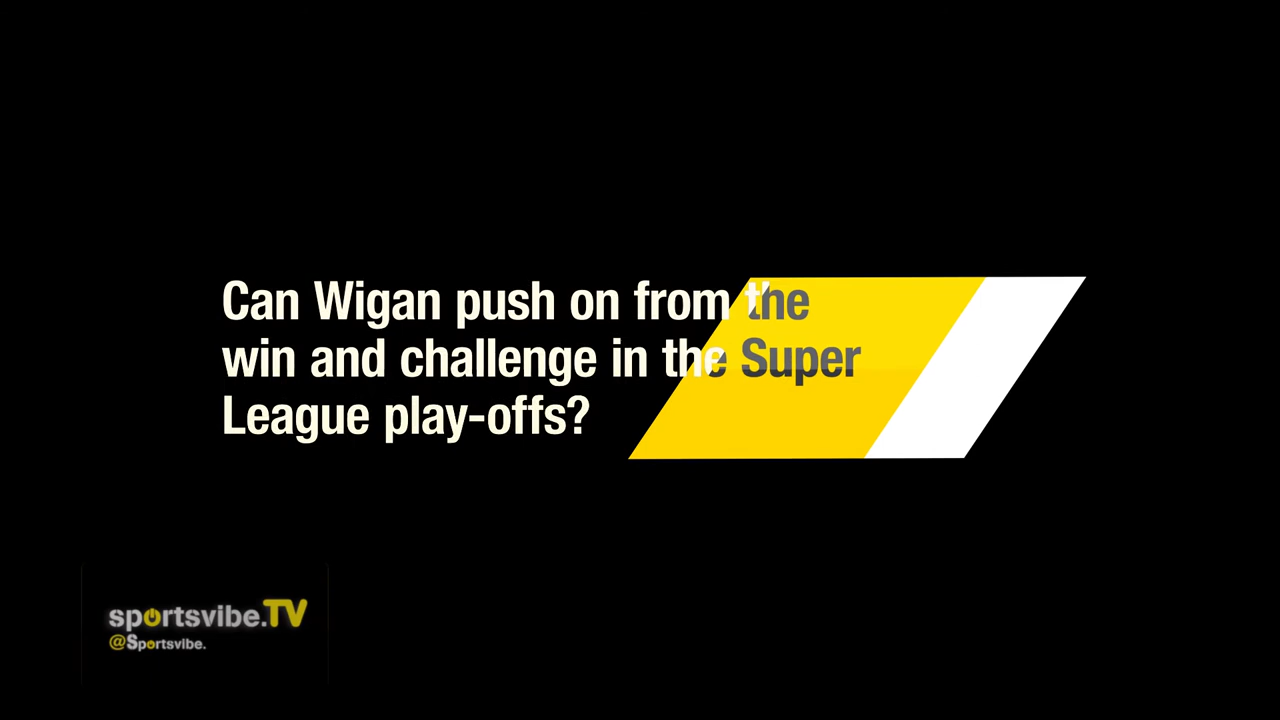 Can Wigan push on from the
win and challenge in the Super
League play-offs?
sportsvibe.TV
@Sportsvibe.